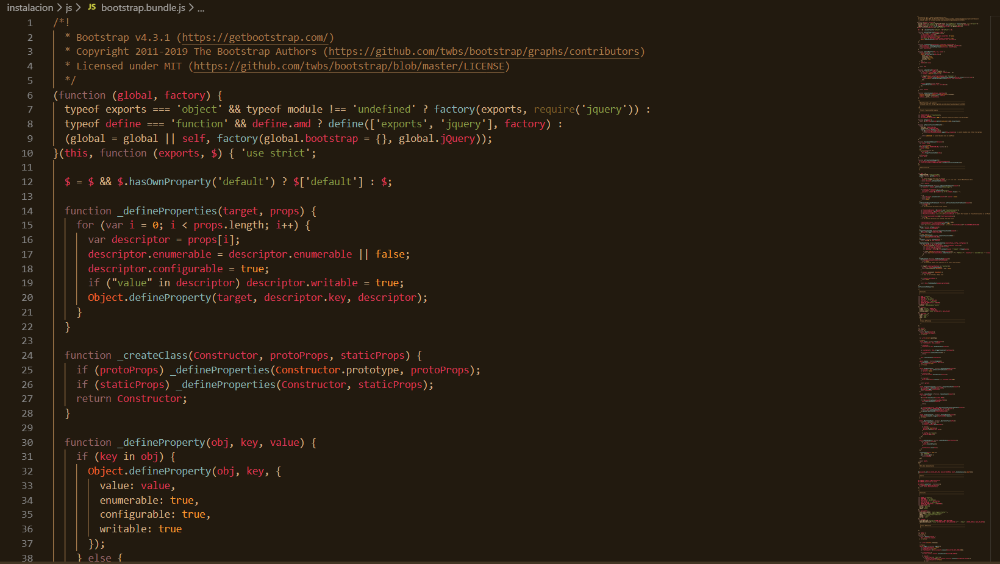 instalacion > js > JS bootstrap.bundle.js > ...
1 /*!
2 * Bootstrap v4.3.1 (https://getbootstrap.com/)
3 * Copyright 2011-2019 The Bootstrap Authors (https://github.com/twbs/bootstrap/graphs/contributors)
4 * Licensed under MIT (https://github.com/twbs/bootstrap/blob/master/LICENSE)
5 */
6 (function (global, factory) {
7 typeof exports === 'object' && typeof module !== 'undefined' ? factory(exports, require('jquery')) :
8 typeof define === 'function' && define.amd ? define(['exports', 'jquery'], factory) :
9 (global = global || self, factory(global.bootstrap = {}, global.jQuery));
10 }(this, function (exports, $) { 'use strict';
11
12 $ = $ && $.hasOwnProperty('default') ? $['default'] : $;
13
14 function _defineProperties(target, props) {
15 for (var i = 0; i < props.length; i++) {
16 var descriptor = props[i];
17 descriptor.enumerable = descriptor.enumerable || false;
18 descriptor.configurable = true;
19 if ("value" in descriptor) descriptor.writable = true;
20 Object.defineProperty(target, descriptor.key, descriptor);
21 }
22 }
23
24 function _createClass(Constructor, protoProps, staticProps) {
25 if (protoProps) _defineProperties(Constructor.prototype, protoProps);
26 if (staticProps) _defineProperties(Constructor, staticProps);
27 return Constructor;
28 }
29
30 function _defineProperty(obj, key, value) {
31 if (key in obj) {
32 Object.defineProperty(obj, key, {
33 value: value,
34 enumerable: true,
35 configurable: true,
36 writable: true
37 });
38 } else {